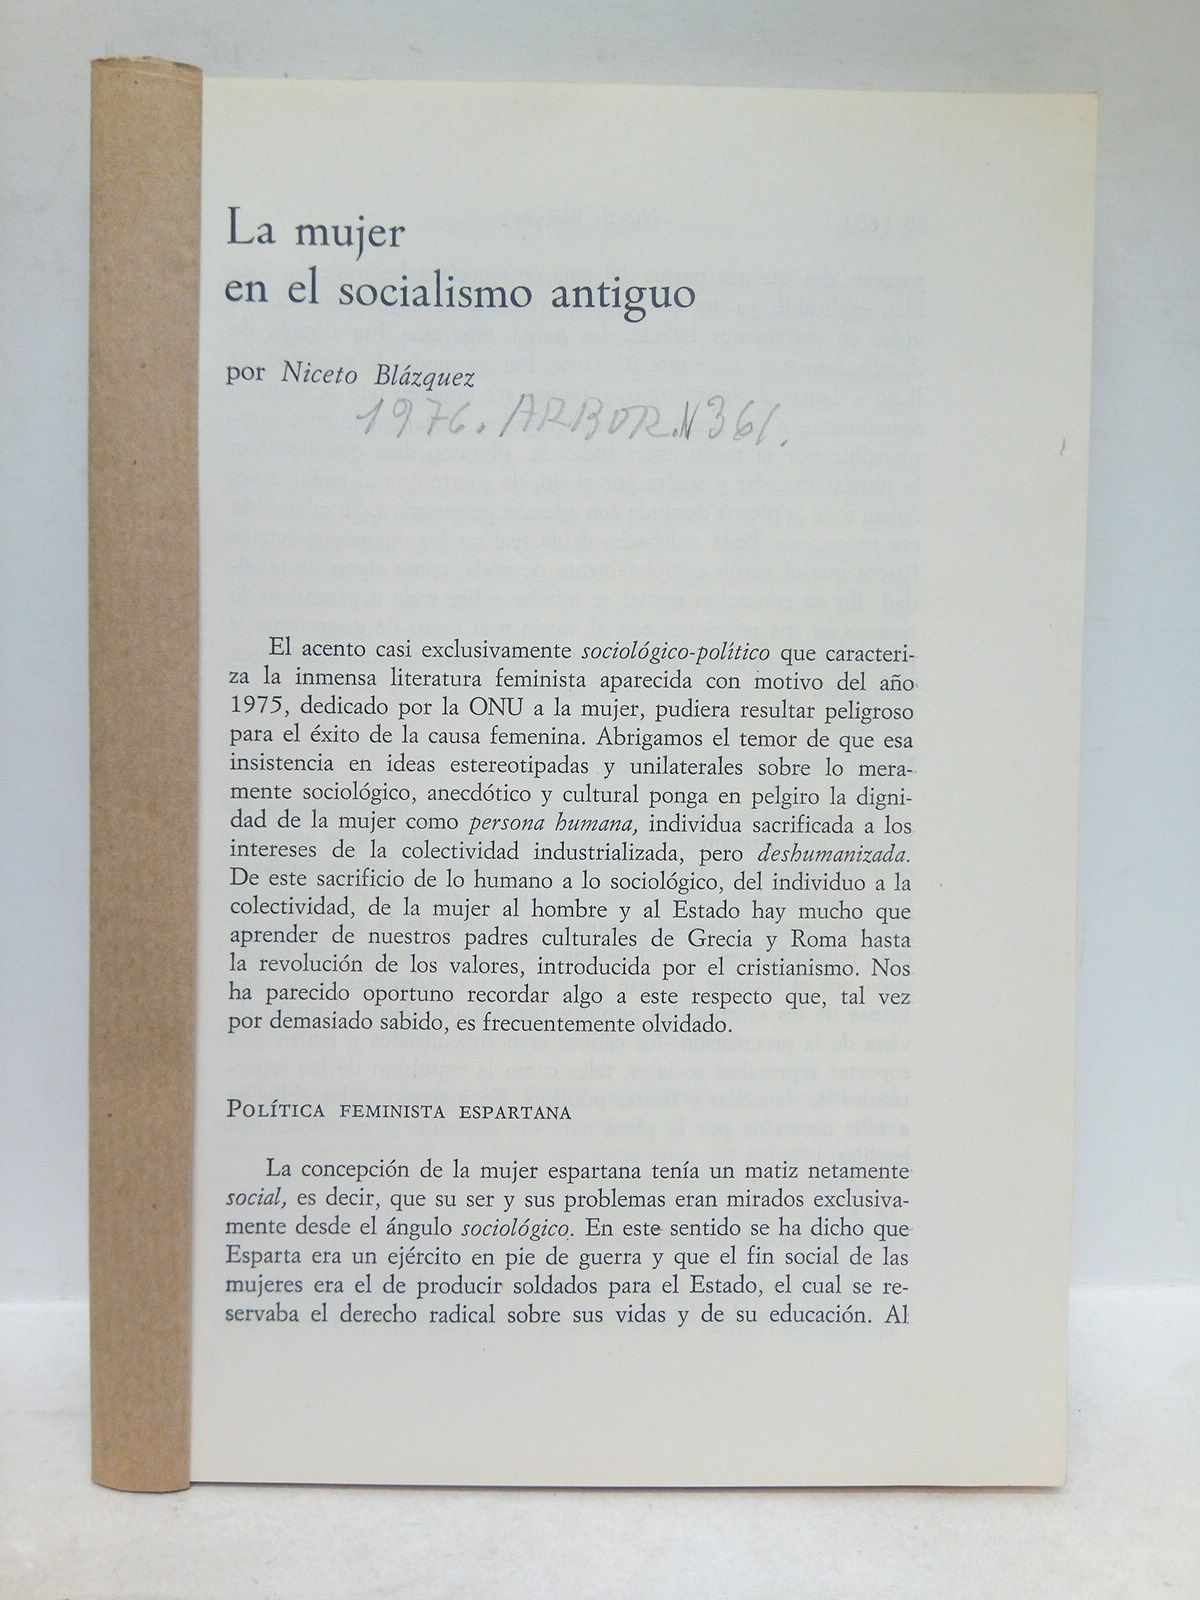 La mujer
en el socialismo antiguo
por Niceto Blázquez
1976. ARBOR. N 361.
El acento casi exclusivamente sociológico-político que caracteri-
za la inmensa literatura feminista aparecida con motivo del año
1975, dedicado por la ONU a la mujer, pudiera resultar peligroso
para el éxito de la causa femenina. Abrigamos el temor de que esa
insistencia en ideas estereotipadas y unilaterales sobre lo mera-
mente sociológico, anecdótico y cultural ponga en pelgiro la digni-
dad de la mujer como persona humana, individua sacrificada a los
intereses de la colectividad industrializada, pero deshumanizada.
De este sacrificio de lo humano a lo sociológico, del individuo a la
colectividad, de la mujer al hombre y al Estado hay mucho que
aprender de nuestros padres culturales de Grecia y Roma hasta
la revolución de los valores, introducida por el cristianismo. Nos
ha parecido oportuno recordar algo a este respecto que, tal vez
por demasiado sabido, es frecuentemente olvidado.
POLÍTICA FEMINISTA ESPARTANA
La concepción de la mujer espartana tenía un matiz netamente
social, es decir, que su ser y sus problemas eran mirados exclusiva-
mente desde el ángulo sociológico. En este sentido se ha dicho que
Esparta era un ejército en pie de guerra y que el fin social de las
mujeres era el de producir soldados para el Estado, el cual se re-
servaba el derecho radical sobre sus vidas y de su educación. Al